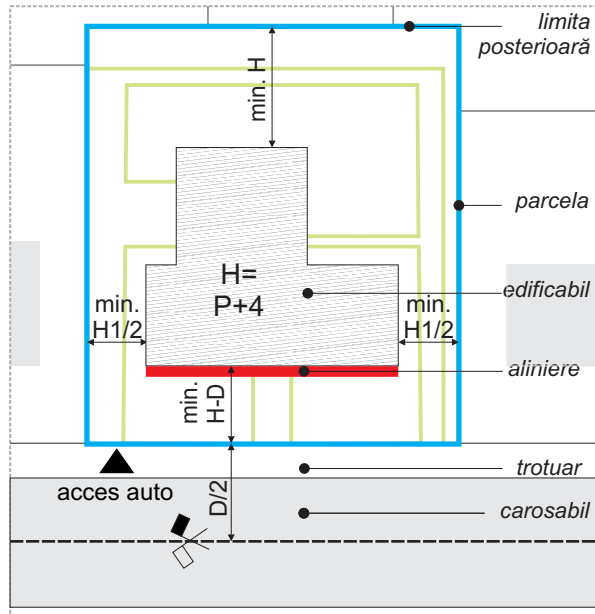 limita
posterioară
min. H
parcela
H=
P+4
edificabil
min.
H1/2
min.
H1/2
aliniere
min.
H-D
trotuar
acces auto
D/2
carosabil